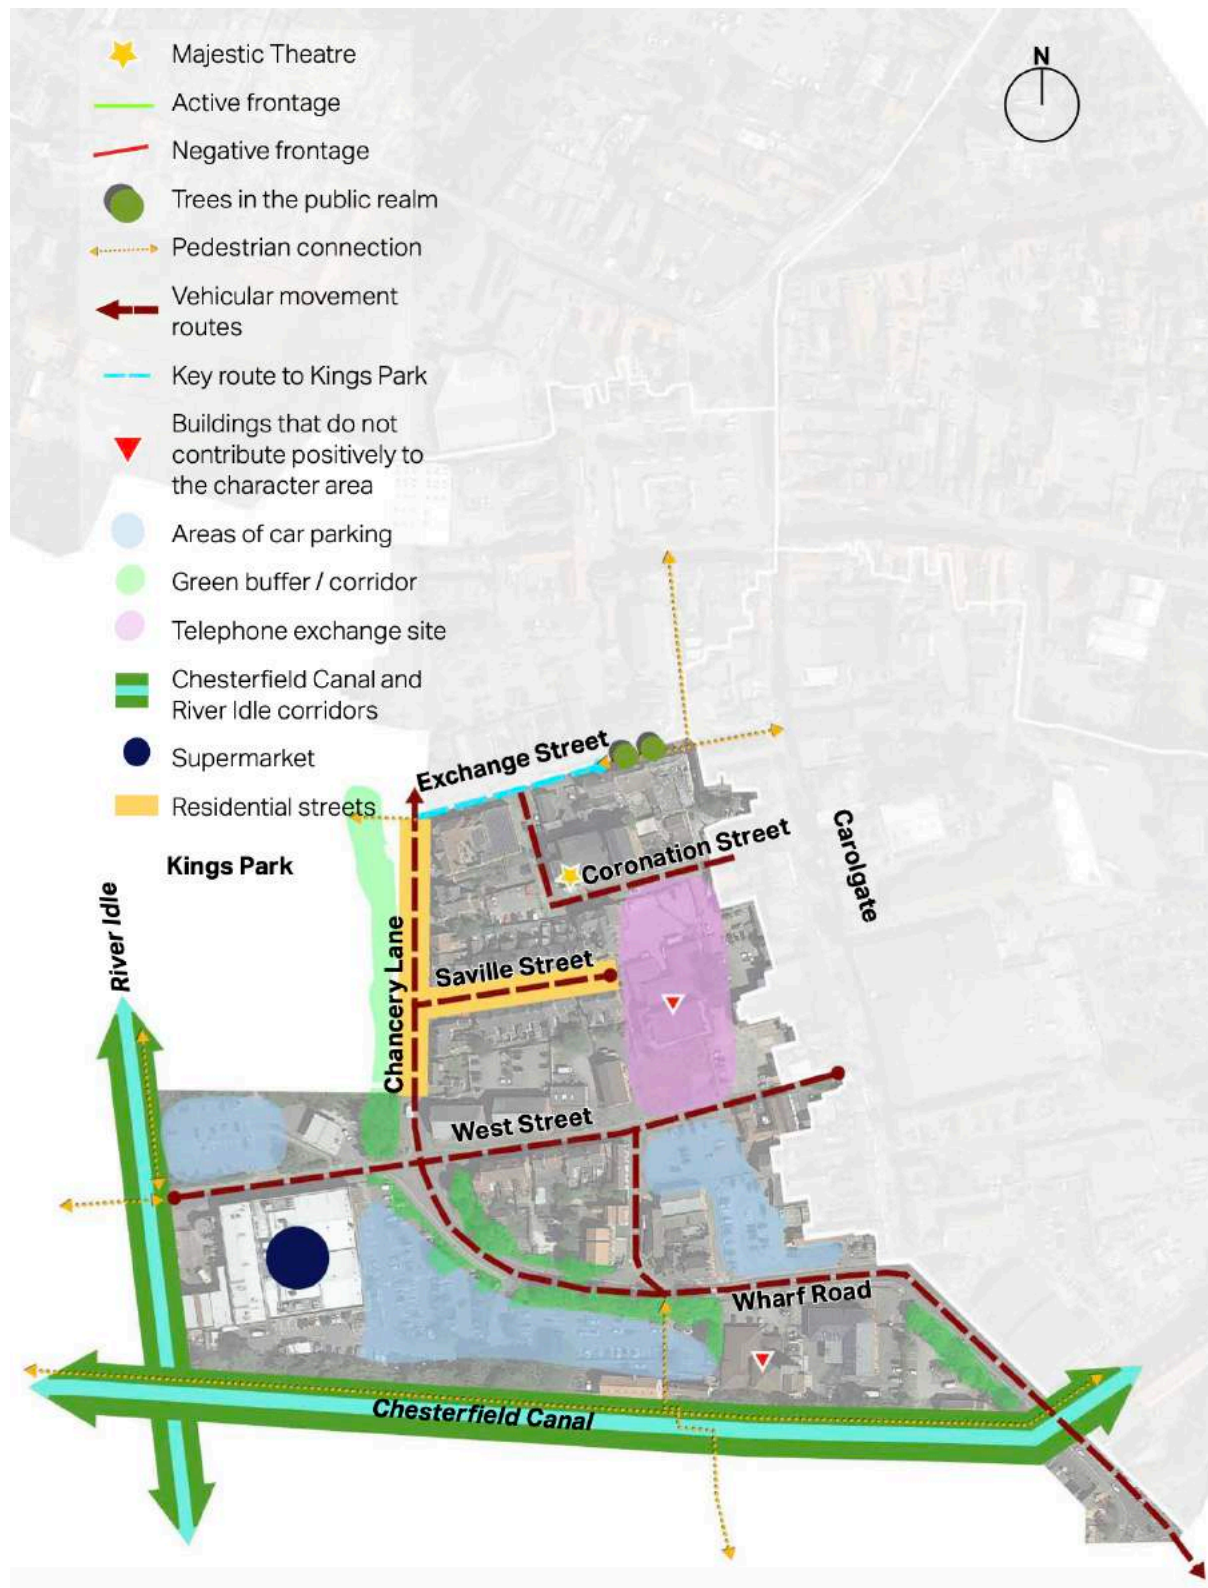 N
Majestic Theatre
Active frontage
Negative frontage
Trees in the public realm
Pedestrian connection
Vehicular movement
routes
Key route to Kings Park
Buildings that do not
contribute positively to
the character area
Areas of car parking
Green buffer / corridor
Telephone exchange site
Chesterfield Canal and
River Idle corridors
Supermarket
Residential streets
Exchange Street
Coronation Street
Carolgate
Kings Park
River Idle
Chancery Lane
Saville Street
West Street
Wharf Road
Chesterfield Canal